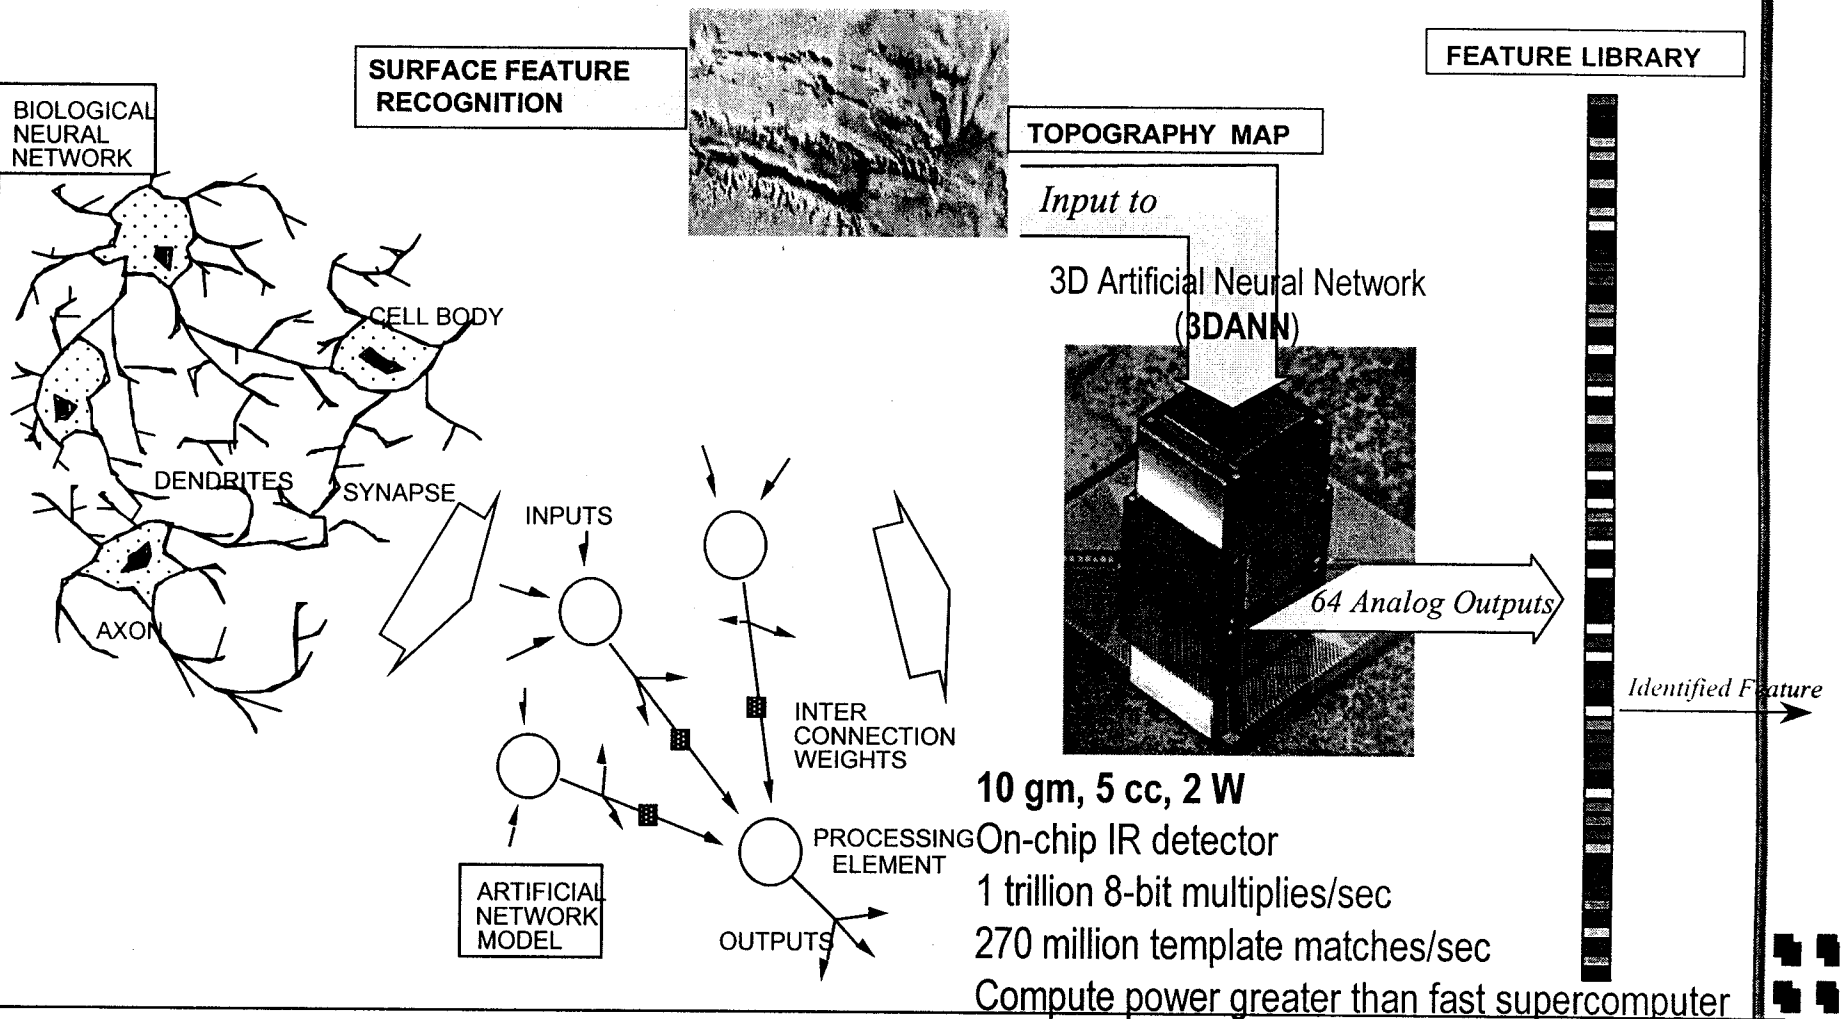 BIOLOGICAL
NEURAL
NETWORK
SURFACE FEATURE
RECOGNITION
TOPOGRAPHY MAP
FEATURE LIBRARY
Input to
3D Artificial Neural Network
(3DANN)
CELL BODY
DENDRITES
SYNAPSE
AXON
INPUTS
INTER
CONNECTION
WEIGHTS
PROCESSING
ELEMENT
OUTPUTS
ARTIFICIAL
NETWORK
MODEL
64 Analog Outputs
Identified Feature
10 gm, 5 cc, 2 W
On-chip IR detector
1 trillion 8-bit multiplies/sec
270 million template matches/sec
Compute power greater than fast supercomputer